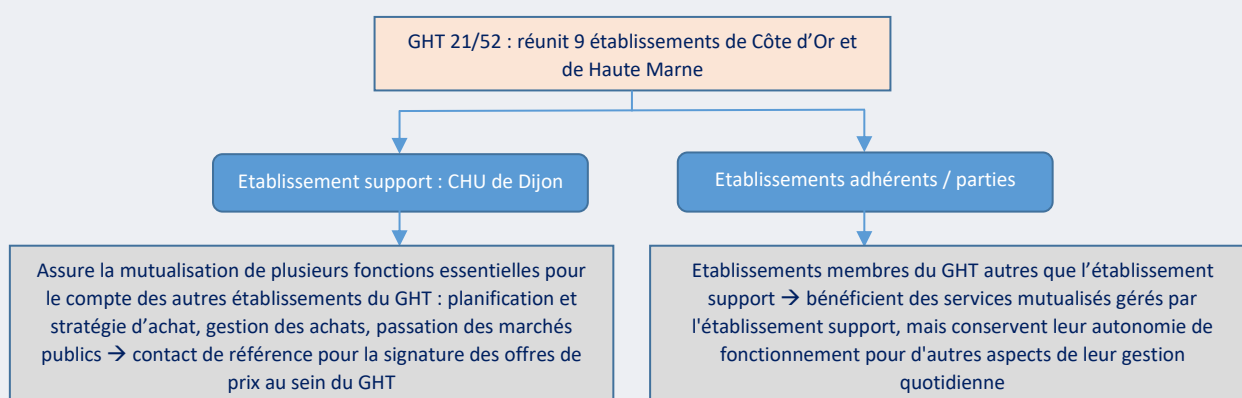 GHT 21/52 : réunit 9 établissements de Côte d’Or et
de Haute Marne
Etablissement support : CHU de Dijon
Etablissements adhérents / parties
Assure la mutualisation de plusieurs fonctions essentielles pour
le compte des autres établissements du GHT : planification et
stratégie d’achat, gestion des achats, passation des marchés
publics → contact de référence pour la signature des offres de
prix au sein du GHT
Etablissements membres du GHT autres que l’établissement
support → bénéficient des services mutualisés gérés par
l'établissement support, mais conservent leur autonomie de
fonctionnement pour d'autres aspects de leur gestion
quotidienne